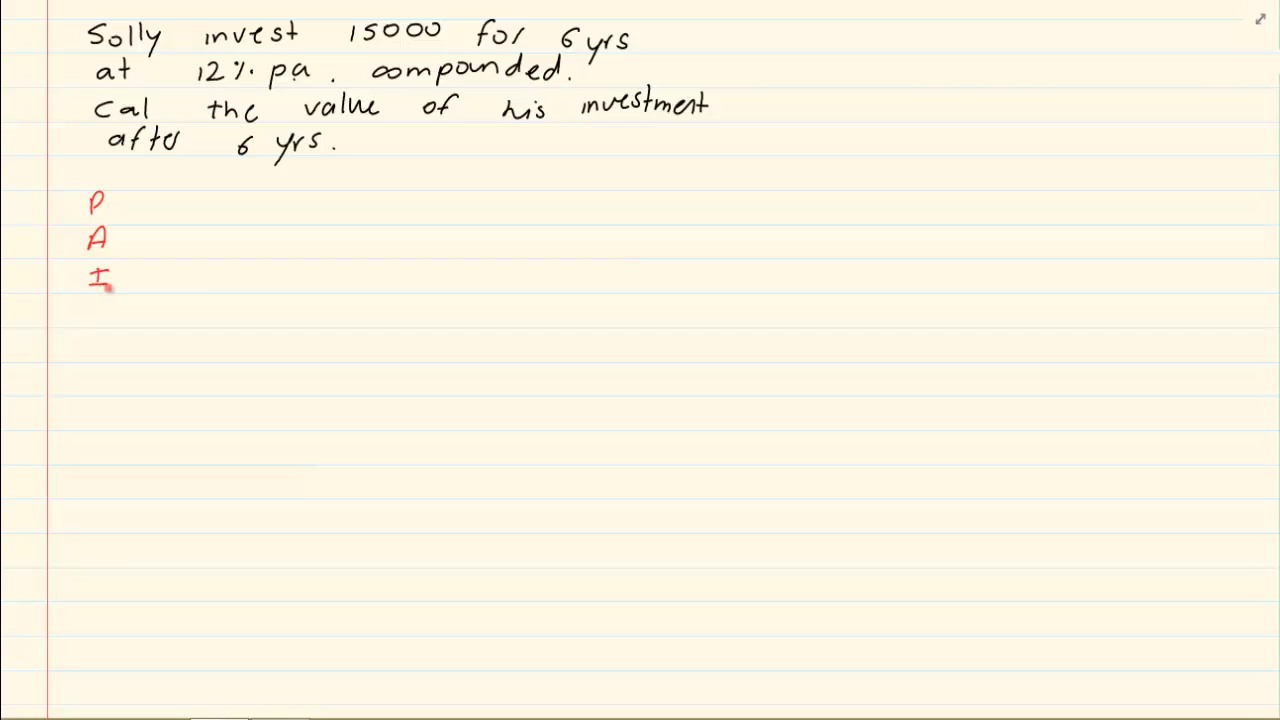 Solly invest 15000 for 6 yrs
at 12% pa. compounded.
Cal the value of his investment
after 6 yrs.
P
A
I